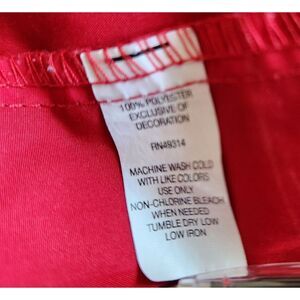 100% POLYESTER
EXCLUSIVE OF
DECORATION
RN49314
MACHINE WASH COLD
WITH LIKE COLORS
USE ONLY
NON-CHLORINE BLEACH
WHEN NEEDED
TUMBLE DRY LOW
LOW IRON